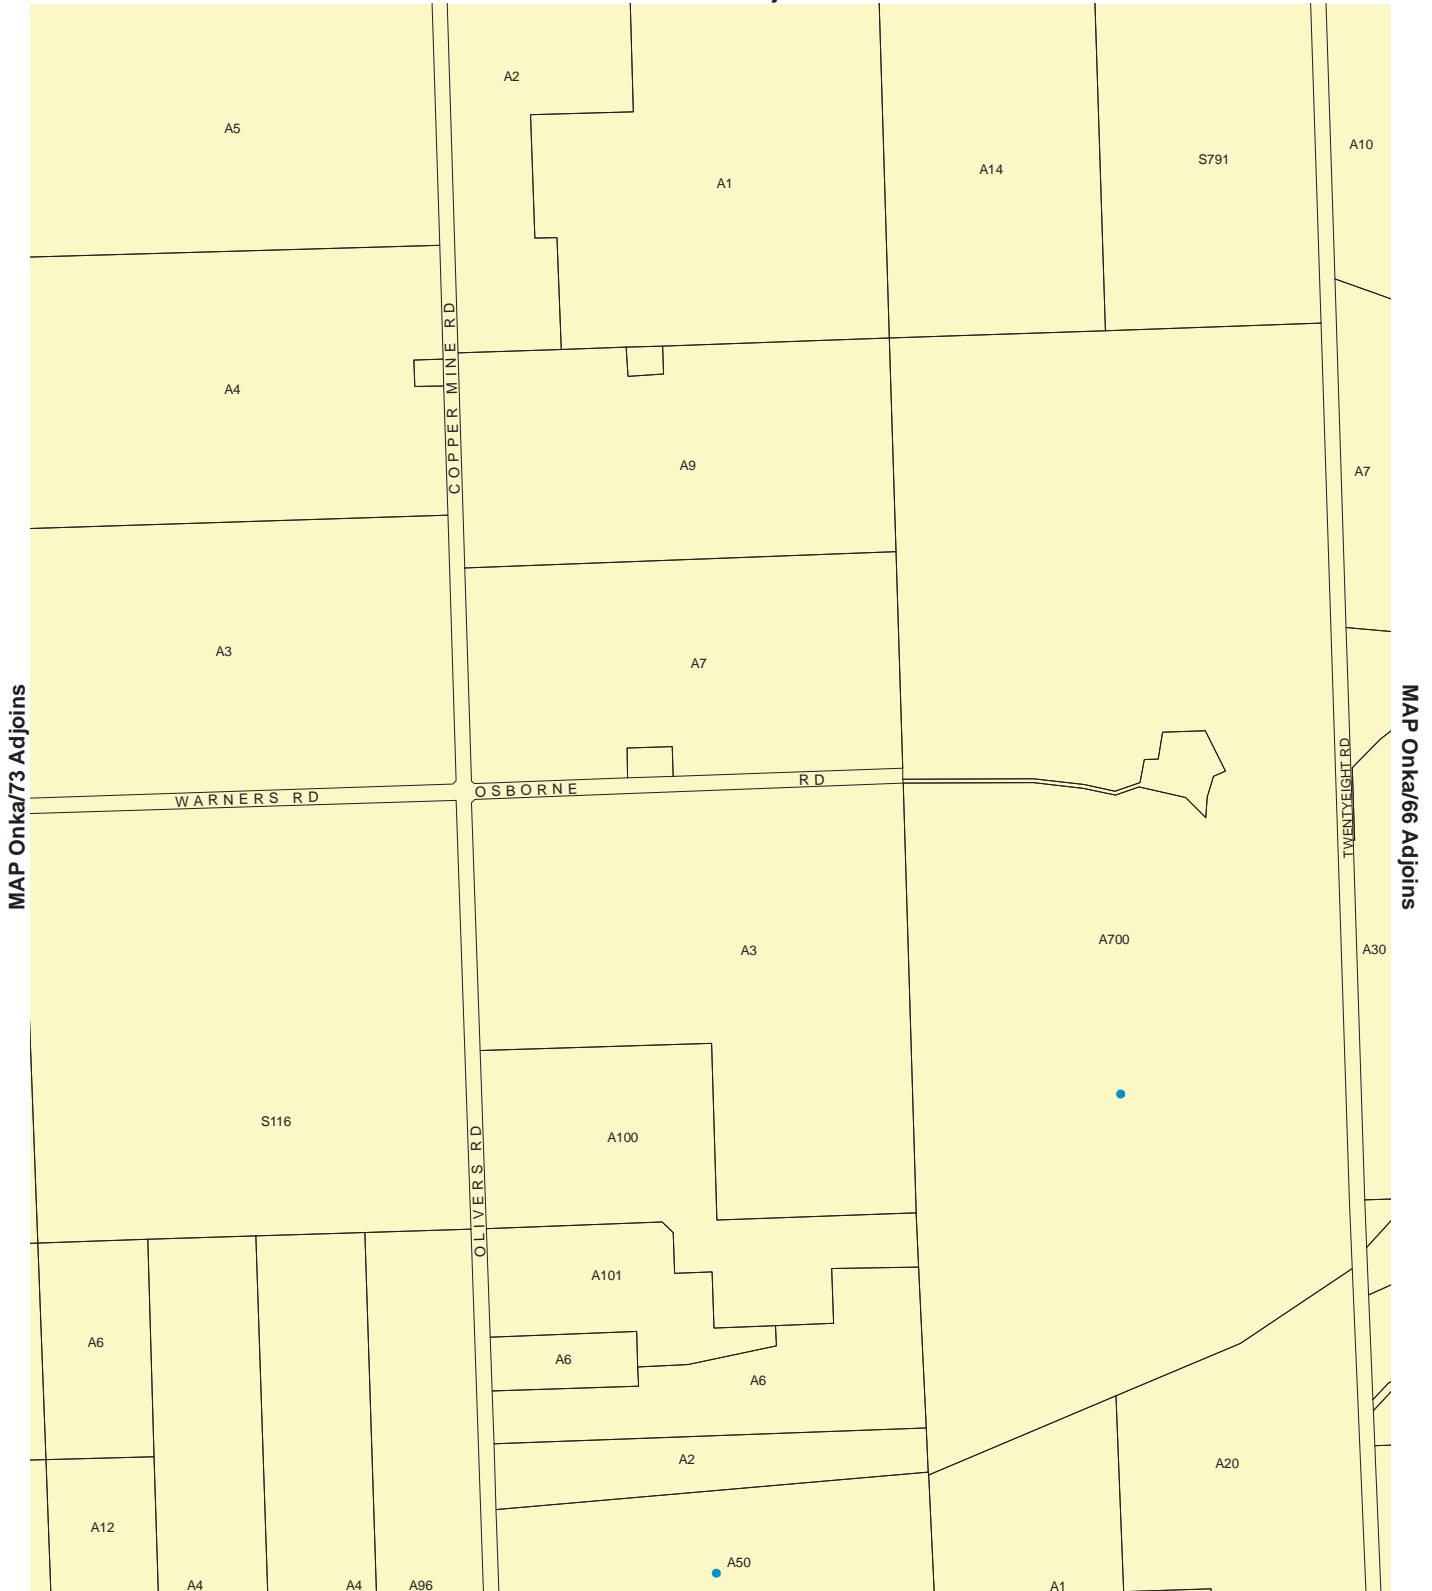 A2
A5
A10
S791
A14
A1
COPPER MINE RD
A4
A9
A7
A3
A7
MAP Onka/73 Adjoins
MAP Onka/66 Adjoins
TWENTYEIGHT RD
WARNERS RD
OSBORNE RD
A3
A700
A30
S116
A100
OLIVERS RD
A101
A6
A6
A6
A2
A20
A12
A50
A4
A4
A96
A1